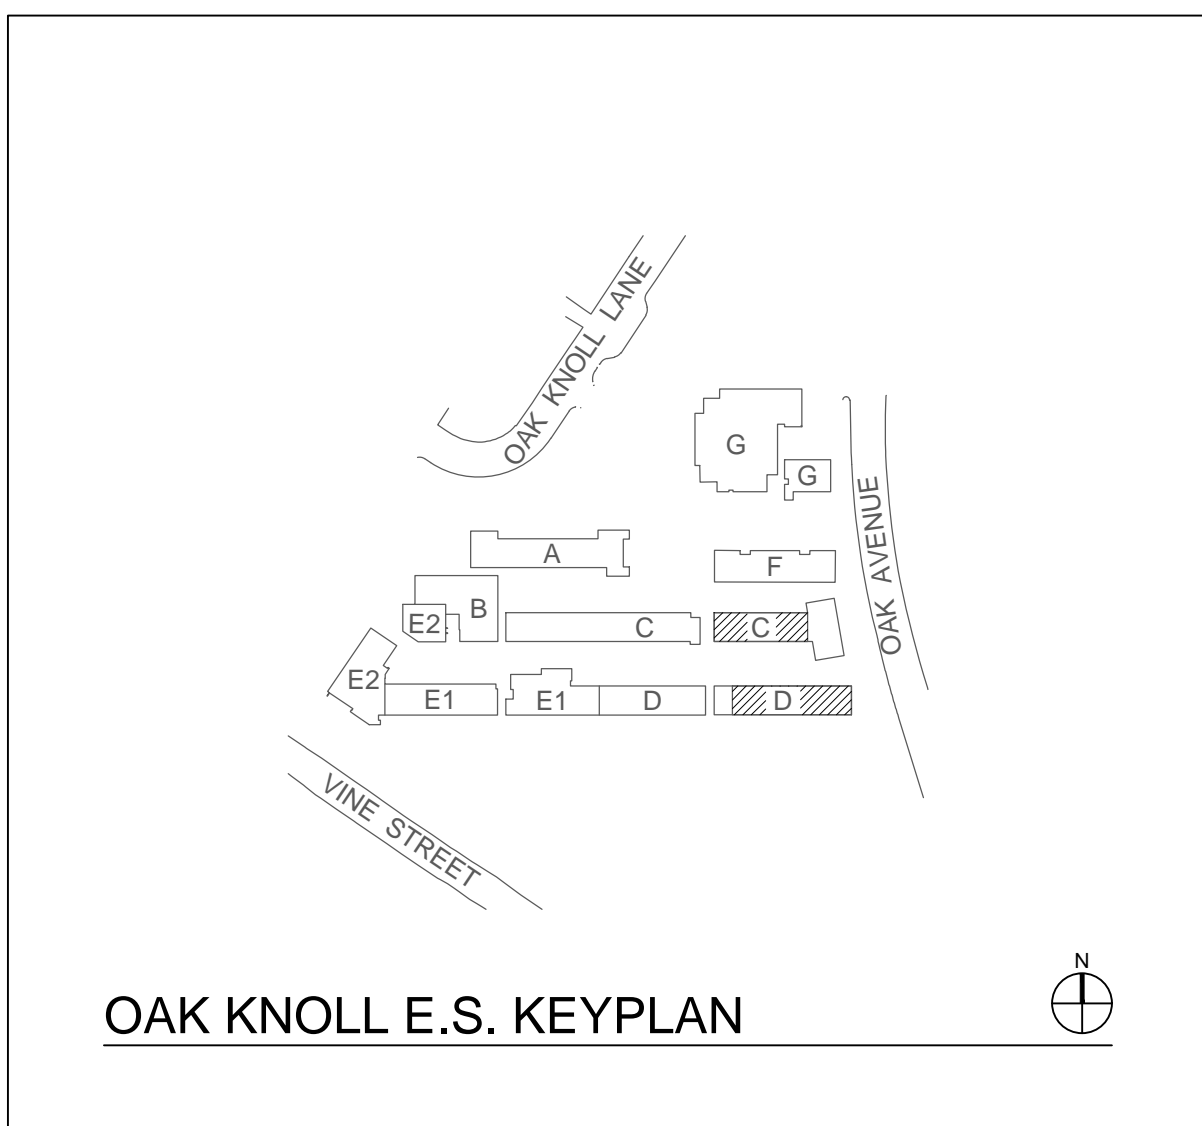 OAK KNOLL LANE
G
G
OAK AVENUE
A
F
B
E2
C
C
E2
E1
E1
D
D
VINE STREET
N
OAK KNOLL E.S. KEYPLAN